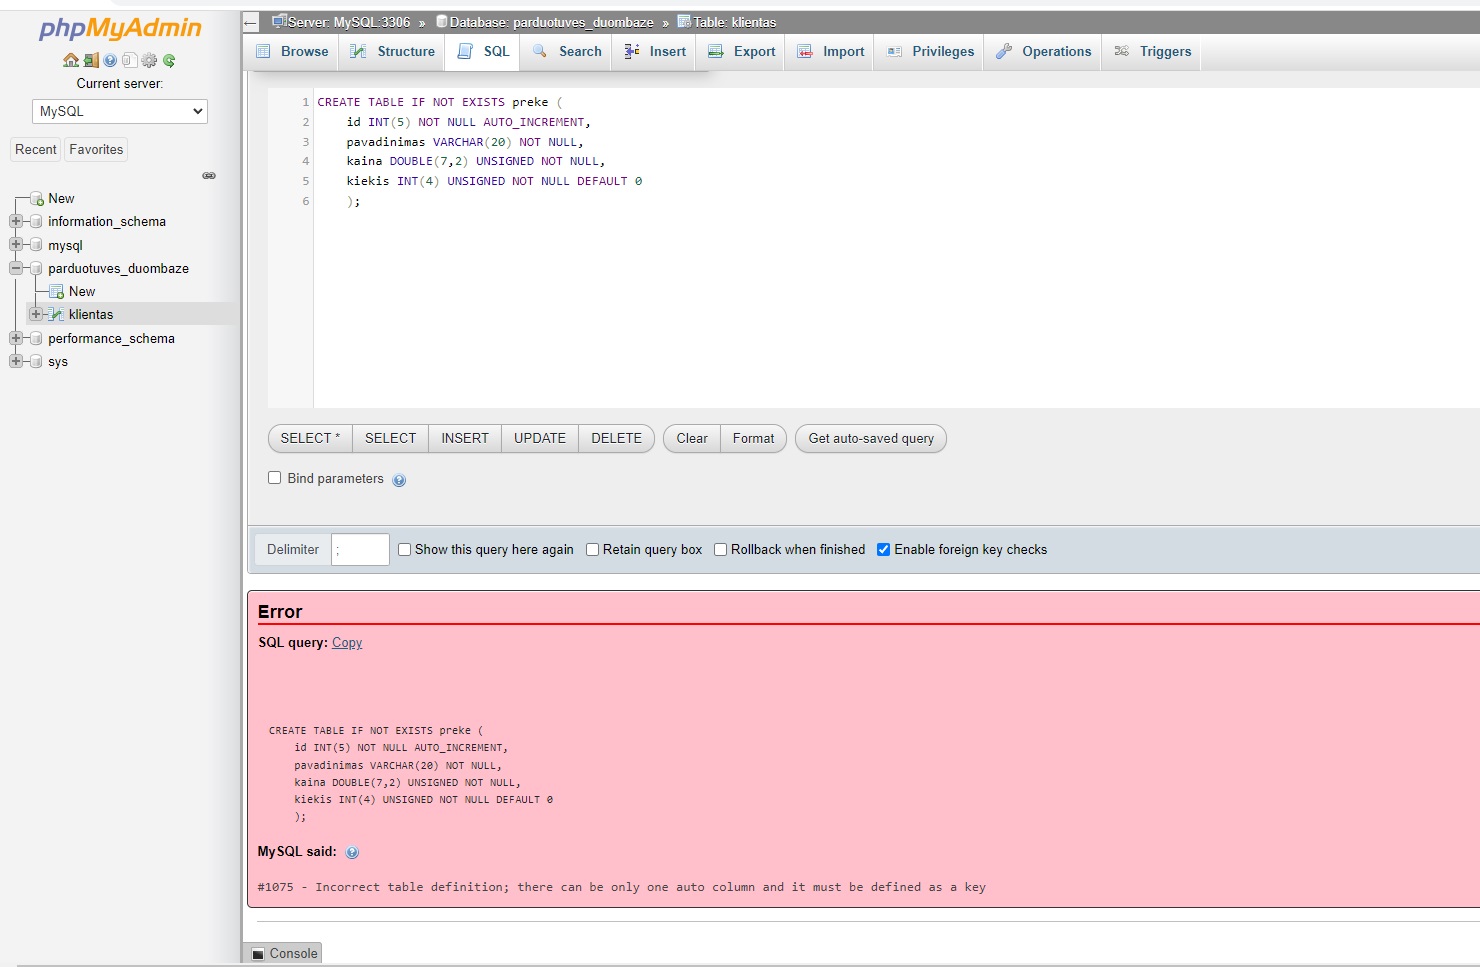 phpMyAdmin
Current server:
MySQL
Recent
Favorites
New
information_schema
mysql
parduotuves_duombaze
New
klientas
performance_schema
sys
Server: MySQL:3306 » Database: parduotuves_duombaze » Table: klientas
Browse
Structure
SQL
Search
Insert
Export
Import
Privileges
Operations
Triggers
1 CREATE TABLE IF NOT EXISTS preke (
2 id INT(5) NOT NULL AUTO_INCREMENT,
3 pavadinimas VARCHAR(20) NOT NULL,
4 kaina DOUBLE(7,2) UNSIGNED NOT NULL,
5 kiekis INT(4) UNSIGNED NOT NULL DEFAULT 0
6 );
SELECT *
SELECT
INSERT
UPDATE
DELETE
Clear
Format
Get auto-saved query
Bind parameters
Delimiter
;
Show this query here again
Retain query box
Rollback when finished
Enable foreign key checks
Error
SQL query: Copy
CREATE TABLE IF NOT EXISTS preke (
id INT(5) NOT NULL AUTO_INCREMENT,
pavadinimas VARCHAR(20) NOT NULL,
kaina DOUBLE(7,2) UNSIGNED NOT NULL,
kiekis INT(4) UNSIGNED NOT NULL DEFAULT 0
);
MySQL said:
#1075 - Incorrect table definition; there can be only one auto column and it must be defined as a key
Console